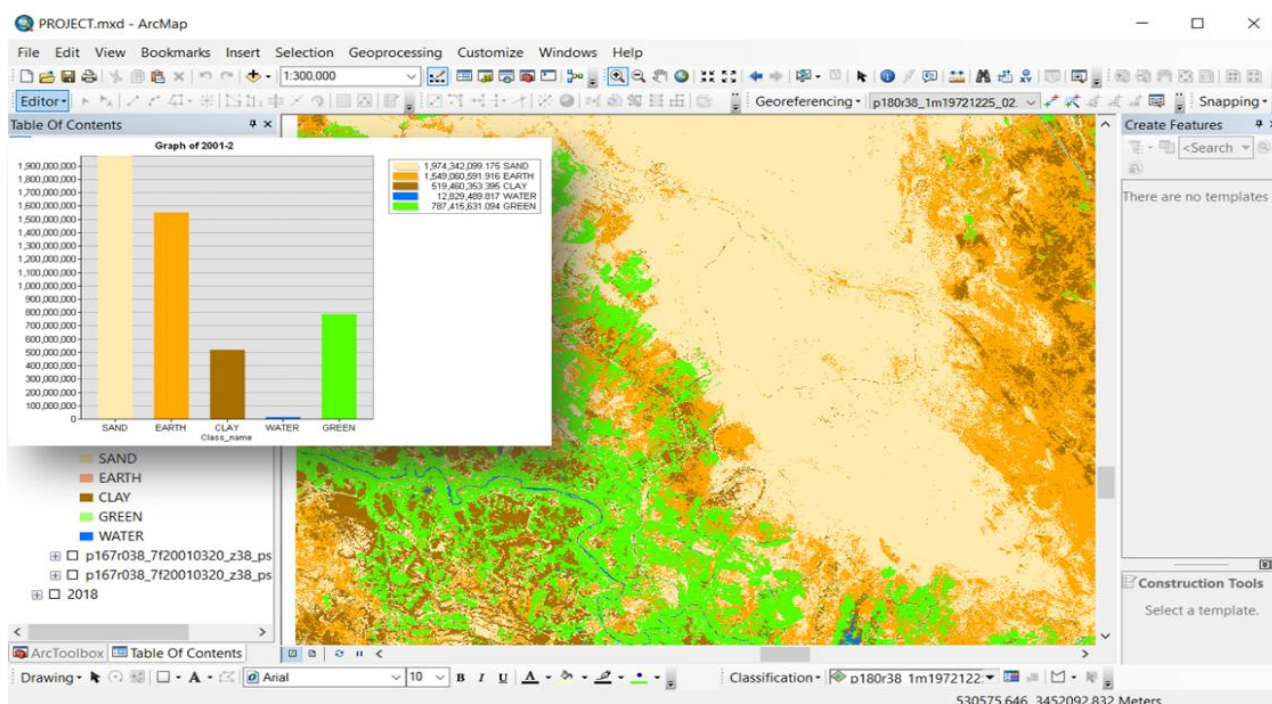 PROJECT.mxd - ArcMap
File Edit View Bookmarks Insert Selection Geoprocessing Customize Windows Help
1:300,000
Editor Georeferencing p180r38_1m19721225_02 Snapping
Table Of Contents
Create Features
<Search
There are no templates
Graph of 2001-2
1,900,000,000
1,800,000,000
1,700,000,000
1,600,000,000
1,500,000,000
1,400,000,000
1,300,000,000
1,200,000,000
1,100,000,000
1,000,000,000
900,000,000
800,000,000
700,000,000
600,000,000
500,000,000
400,000,000
300,000,000
200,000,000
100,000,000
0
SAND EARTH CLAY WATER GREEN
Class_name
1,974,342,099.175 SAND
1,549,060,591.916 EARTH
519,460,353.395 CLAY
12,829,489.817 WATER
787,415,631.094 GREEN
SAND
EARTH
CLAY
GREEN
WATER
p167r038_7f20010320_z38_ps
p167r038_7f20010320_z38_ps
2018
Construction Tools
Select a template.
ArcToolbox Table Of Contents
Drawing A Arial 10 B I U A Classification p180r38_1m1972122
530575.646 3452092.832 Meters